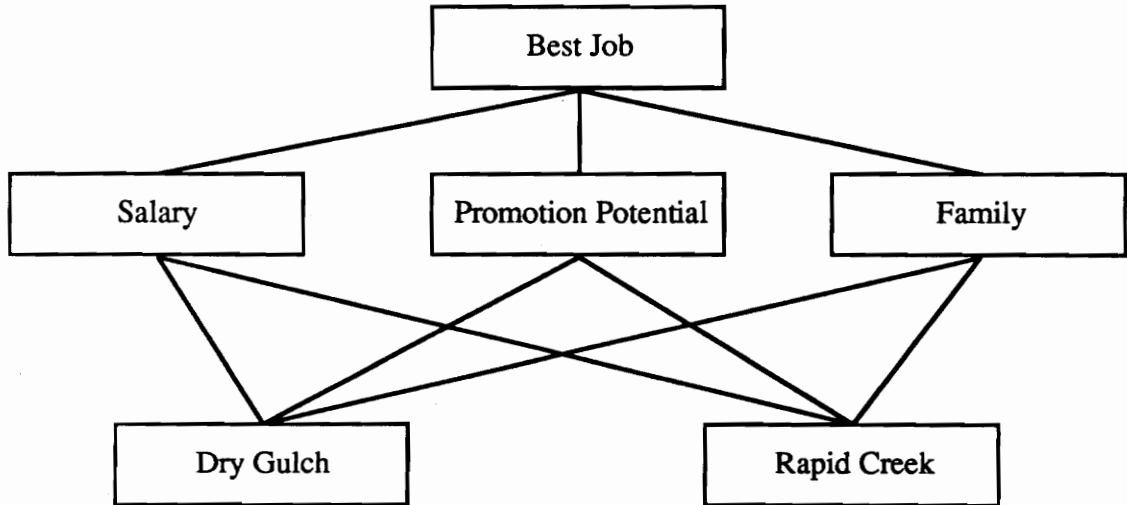 Best Job
Salary
Promotion Potential
Family
Dry Gulch
Rapid Creek